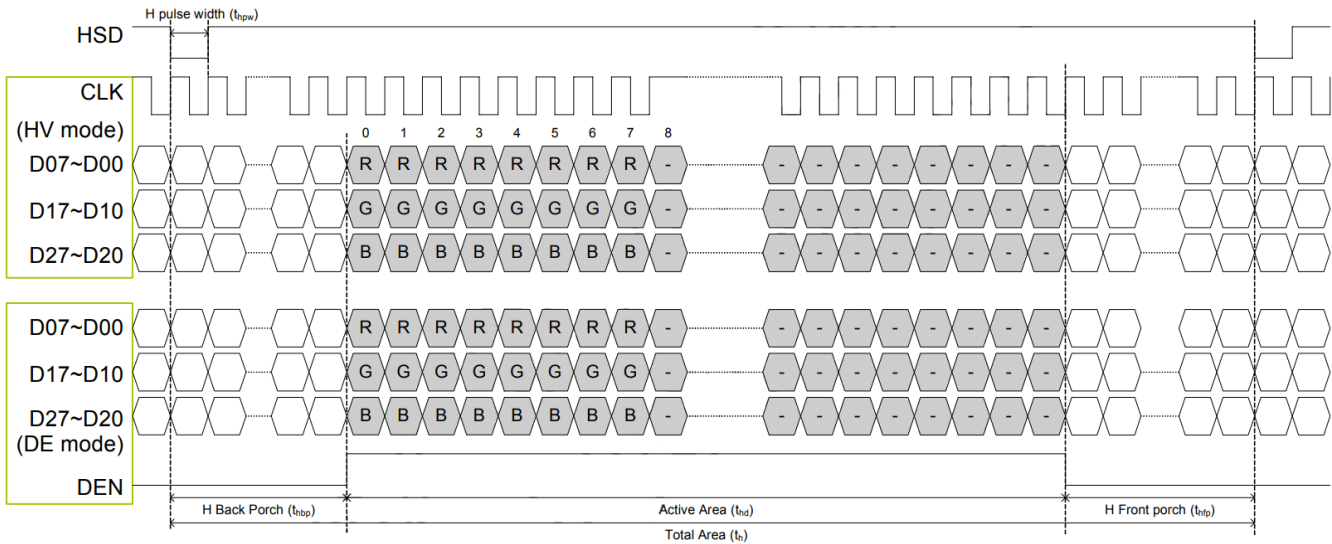 H pulse width (thpw)
HSD
CLK
(HV mode)
0 1 2 3 4 5 6 7 8
D07~D00 R R R R R R R R - - - - - - - - -
D17~D10 G G G G G G G G - - - - - - - - -
D27~D20 B B B B B B B B - - - - - - - - -
D07~D00 R R R R R R R R - - - - - - - - -
D17~D10 G G G G G G G G - - - - - - - - -
D27~D20 B B B B B B B B - - - - - - - - -
(DE mode)
DEN
H Back Porch (thbp) Active Area (thd) H Front porch (thfp)
Total Area (th)